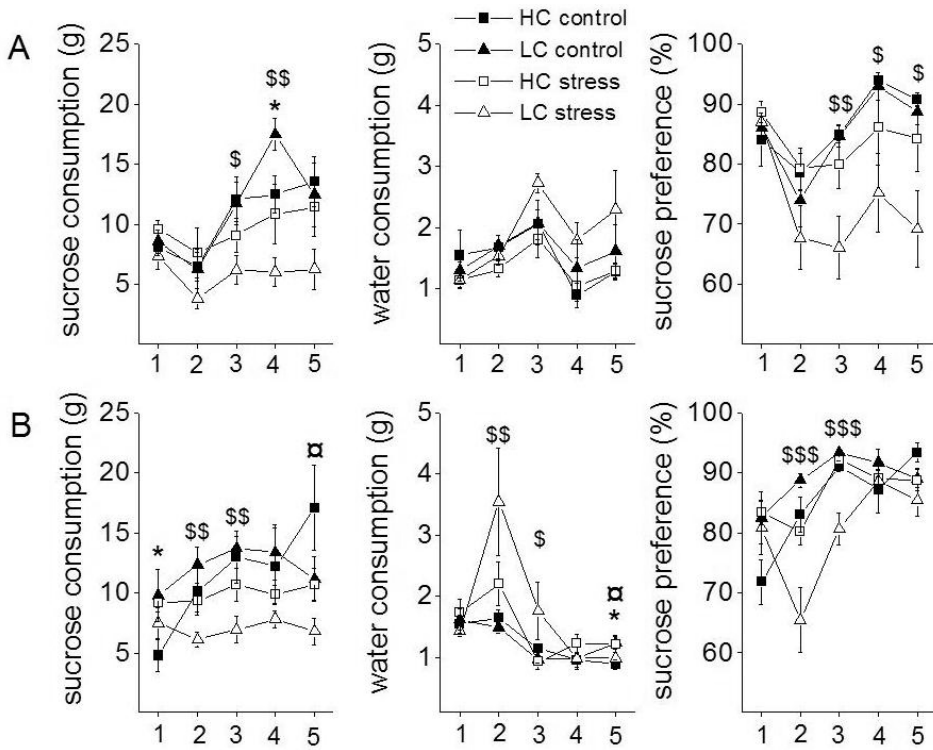 A
sucrose consumption (g)
25
20
15
10
5
$
$$
*
1 2 3 4 5
water consumption (g)
5
4
3
2
1
HC control
LC control
HC stress
LC stress
1 2 3 4 5
sucrose preference (%)
100
90
80
70
60
$$
$
$
1 2 3 4 5
B
sucrose consumption (g)
25
20
15
10
5
*
$$
$$
¤
1 2 3 4 5
water consumption (g)
5
4
3
2
1
$$
$
¤
*
1 2 3 4 5
sucrose preference (%)
100
90
80
70
60
$$$
$$$
1 2 3 4 5